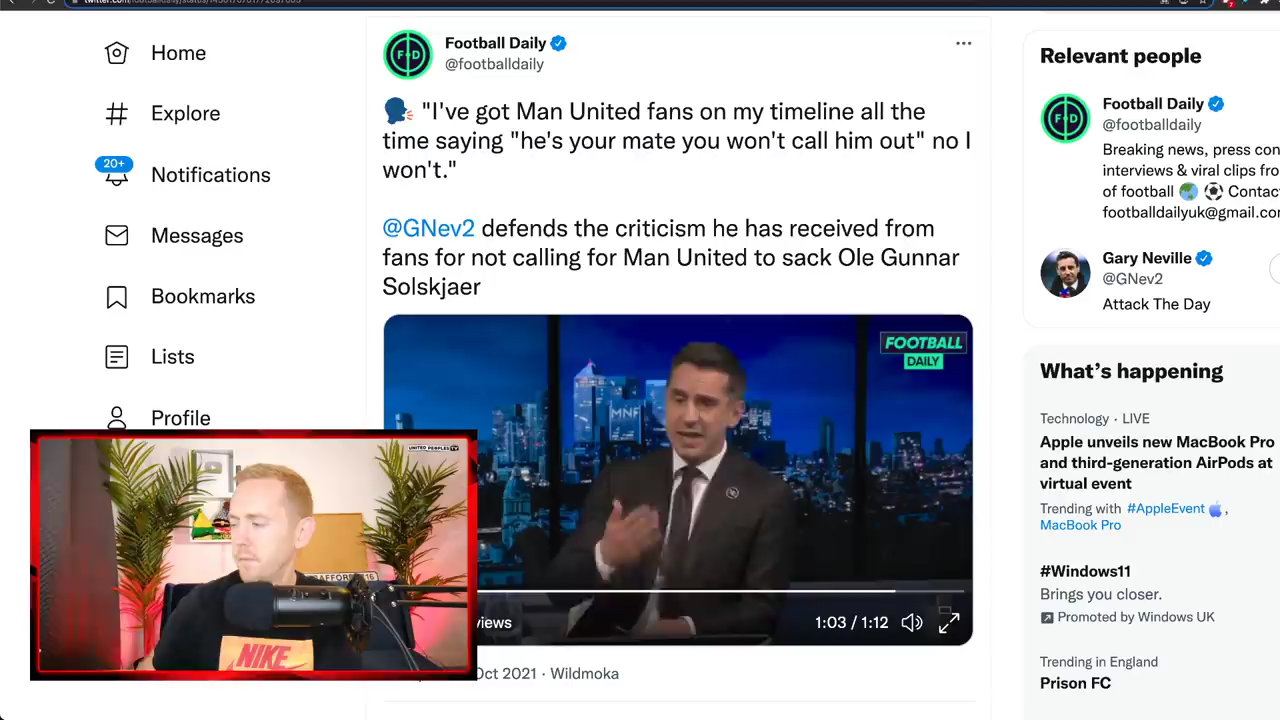 Home
Explore
20+
Notifications
Messages
Bookmarks
Lists
Profile
Football Daily
@footballdaily
"I've got Man United fans on my timeline all the
time saying "he's your mate you won't call him out" no I
won't."
@GNev2 defends the criticism he has received from
fans for not calling for Man United to sack Ole Gunnar
Solskjaer
FOOTBALL
DAILY
MNF
1:03 / 1:12
Oct 2021 · Wildmoka
UNITED PEOPLES TV
NIKE
Relevant people
Football Daily
@footballdaily
Breaking news, press con
interviews & viral clips fro
of football Contac
footballdailyuk@gmail.co
Gary Neville
@GNev2
Attack The Day
What's happening
Technology · LIVE
Apple unveils new MacBook Pro
and third-generation AirPods at
virtual event
Trending with #AppleEvent ,
MacBook Pro
#Windows11
Brings you closer.
Promoted by Windows UK
Trending in England
Prison FC